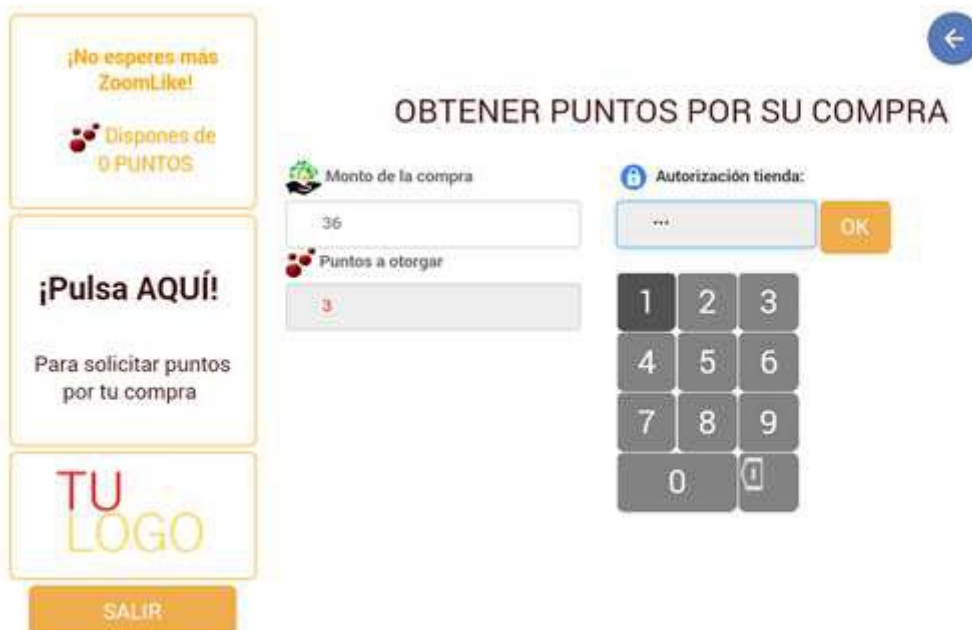 ¡No esperes más
ZoomLike!
Dispones de
0 PUNTOS
¡Pulsa AQUÍ!
Para solicitar puntos
por tu compra
TU
LOGO
SALIR
OBTENER PUNTOS POR SU COMPRA
Monto de la compra
36
Puntos a otorgar
3
Autorización tienda:
•••
OK
1 2 3
4 5 6
7 8 9
0